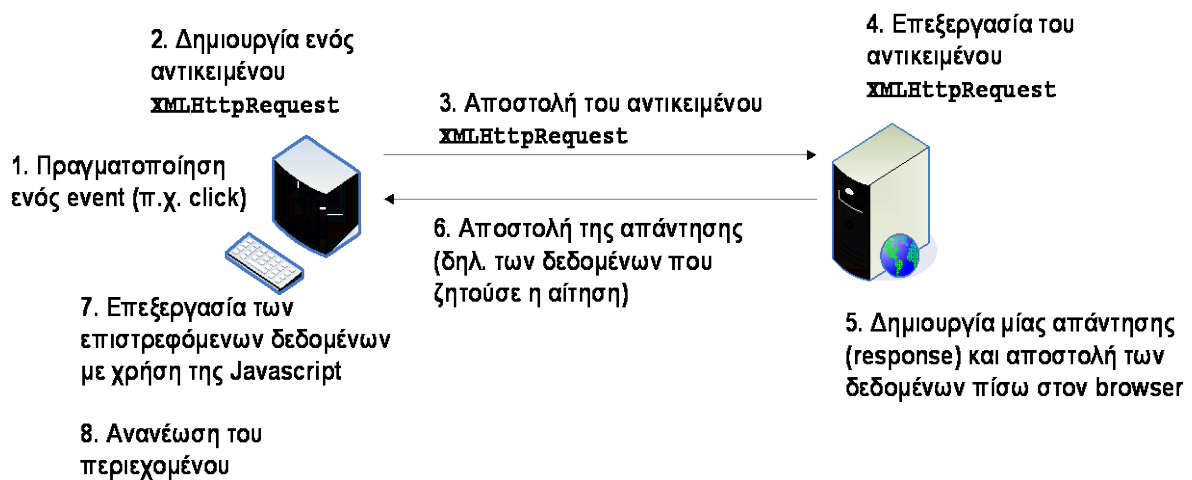 1. Πραγματοποίηση
ενός event (π.χ. click)
2. Δημιουργία ενός
αντικειμένου
XMLHttpRequest
3. Αποστολή του αντικειμένου
XMLHttpRequest
4. Επεξεργασία του
αντικειμένου
XMLHttpRequest
5. Δημιουργία μίας απάντησης
(response) και αποστολή των
δεδομένων πίσω στον browser
6. Αποστολή της απάντησης
(δηλ. των δεδομένων που
ζητούσε η αίτηση)
7. Επεξεργασία των
επιστρεφόμενων δεδομένων
με χρήση της Javascript
8. Ανανέωση του
περιεχομένου